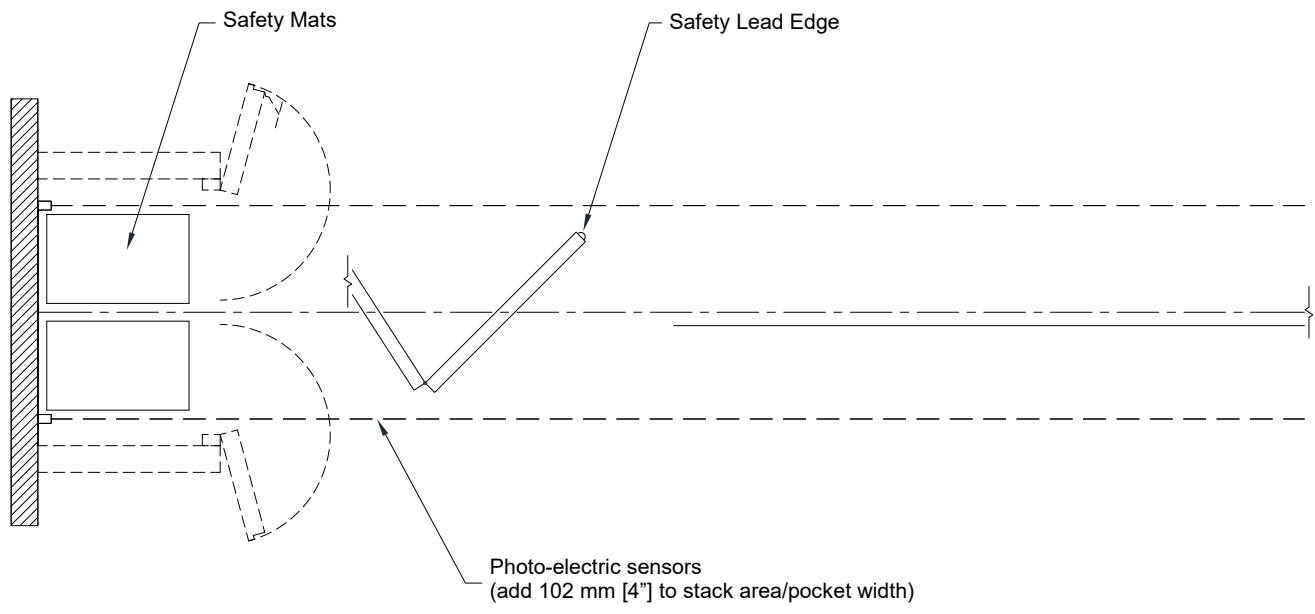 Safety Mats
Safety Lead Edge
Photo-electric sensors
(add 102 mm [4”] to stack area/pocket width)